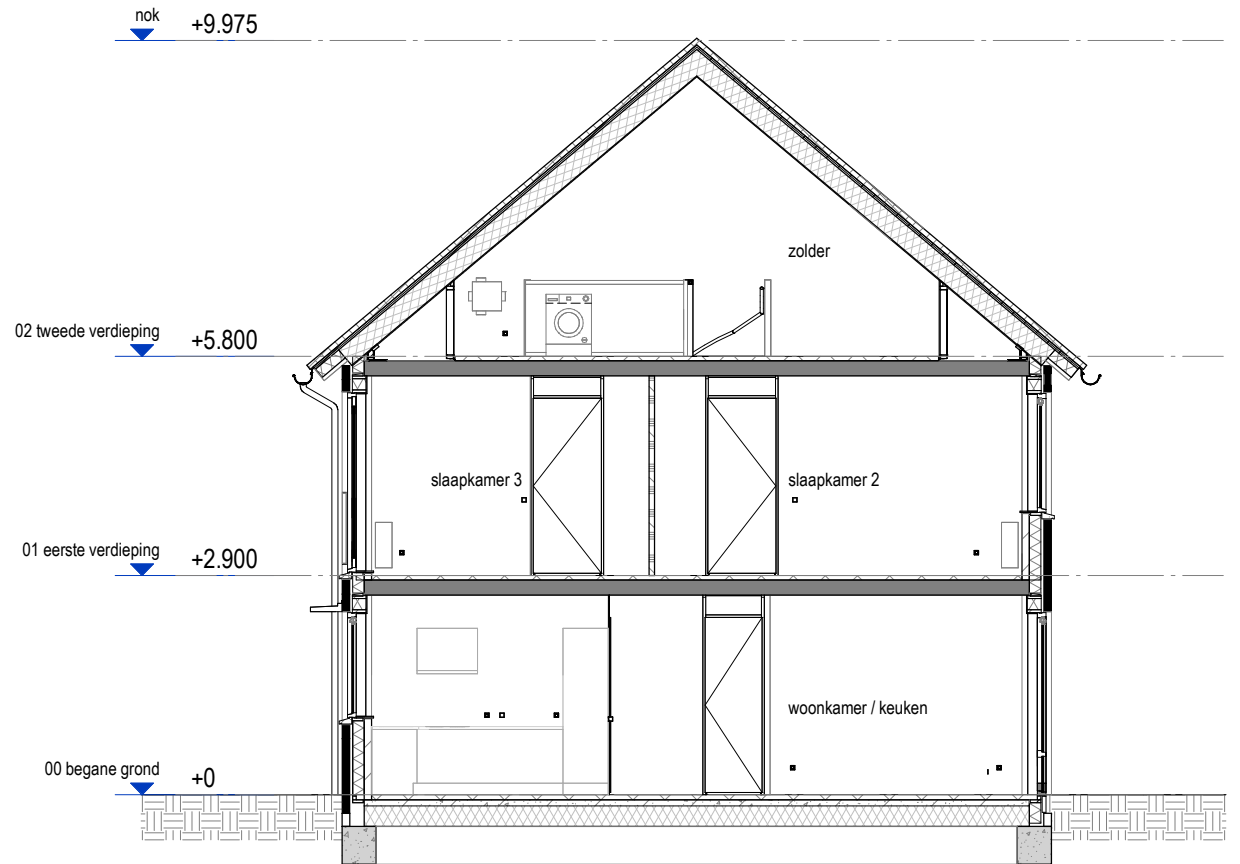 nok
+9.975
zolder
02 tweede verdieping
+5.800
slaapkamer 3
slaapkamer 2
01 eerste verdieping
+2.900
woonkamer / keuken
00 begane grond
+0